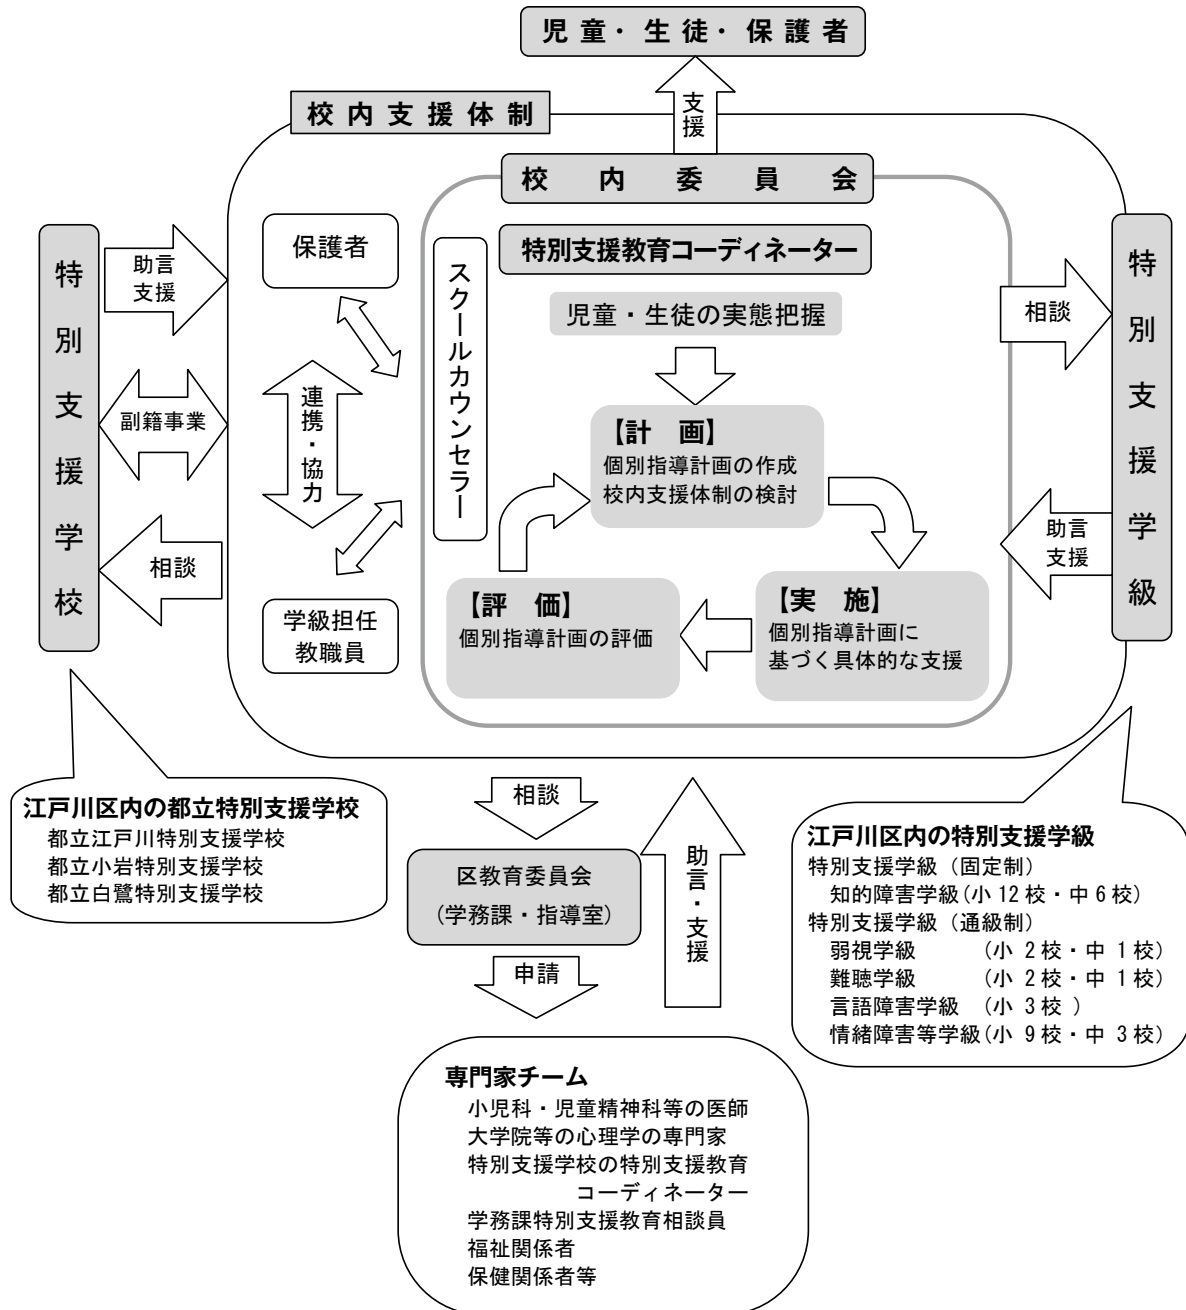 児童・生徒・保護者
支援
校内支援体制
校内委員会
特別支援学校
助言
支援
副籍事業
相談
保護者
連携・協力
学級担任
教職員
スクールカウンセラー
特別支援教育コーディネーター
児童・生徒の実態把握
【計　画】
個別指導計画の作成
校内支援体制の検討
【評　価】
個別指導計画の評価
【実　施】
個別指導計画に
基づく具体的な支援
相談
助言
支援
特別支援学級
江戸川区内の都立特別支援学校
都立江戸川特別支援学校
都立小岩特別支援学校
都立白鷺特別支援学校
相談
区教育委員会
(学務課・指導室)
申請
助言・支援
江戸川区内の特別支援学級
特別支援学級（固定制）
知的障害学級(小 12 校・中 6 校)
特別支援学級（通級制）
弱視学級　　　(小 2 校・中 1 校)
難聴学級　　　(小 2 校・中 1 校)
言語障害学級　(小 3 校 )
情緒障害等学級(小 9 校・中 3 校)
専門家チーム
小児科・児童精神科等の医師
大学院等の心理学の専門家
特別支援学校の特別支援教育
コーディネーター
学務課特別支援教育相談員
福祉関係者
保健関係者等